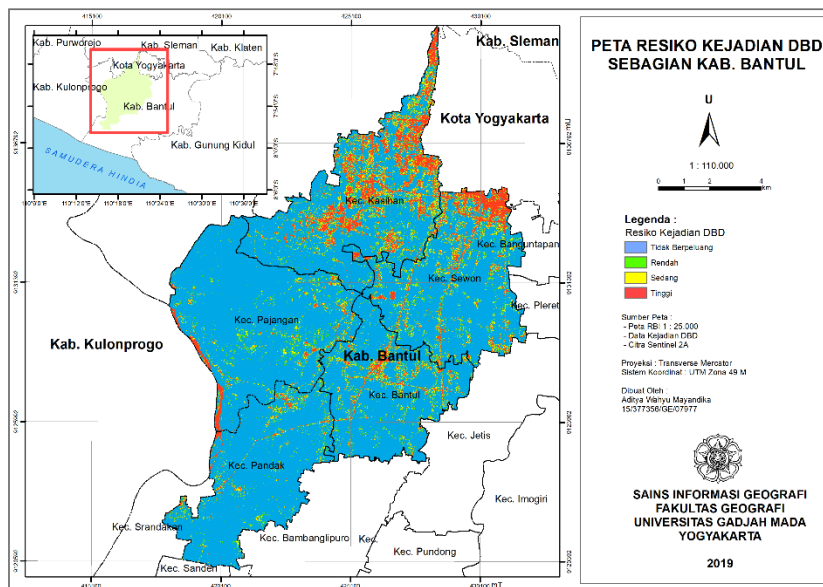 PETA RESIKO KEJADIAN DBD
SEBAGIAN KAB. BANTUL
U
1 : 110.000
0 1 2 4
km
Legenda :
Resiko Kejadian DBD
Tidak Berpeluang
Rendah
Sedang
Tinggi
Sumber Peta :
- Peta RBI 1 : 25.000
- Data Kejadian DBD
- Citra Sentinel 2A
Proyeksi : Transverse Mercator
Sistem Koordinat : UTM Zona 49 M
Dibuat Oleh :
Aditya Wahyu Mayandika
15/377356/GE/07977
SAINS INFORMASI GEOGRAFI
FAKULTAS GEOGRAFI
UNIVERSITAS GADJAH MADA
YOGYAKARTA
2019
Kab. Purworejo
Kab. Sleman
Kab. Klaten
Kota Yogyakarta
Kab. Kulonprogo
Kab. Bantul
Kab. Gunung Kidul
SAMUDERA HINDIA
Kab. Sleman
Kota Yogyakarta
Kec. Kasihan
Kec. Banguntapan
Kec. Sewon
Kec. Pleret
Kec. Pajangan
Kab. Kulonprogo
Kab. Bantul
Kec. Bantul
Kec. Jetis
Kec. Pandak
Kec. Imogiri
Kec. Srandakan
Kec. Bambanglipuro
Kec.
Kec. Pundong
Kec. Sanden